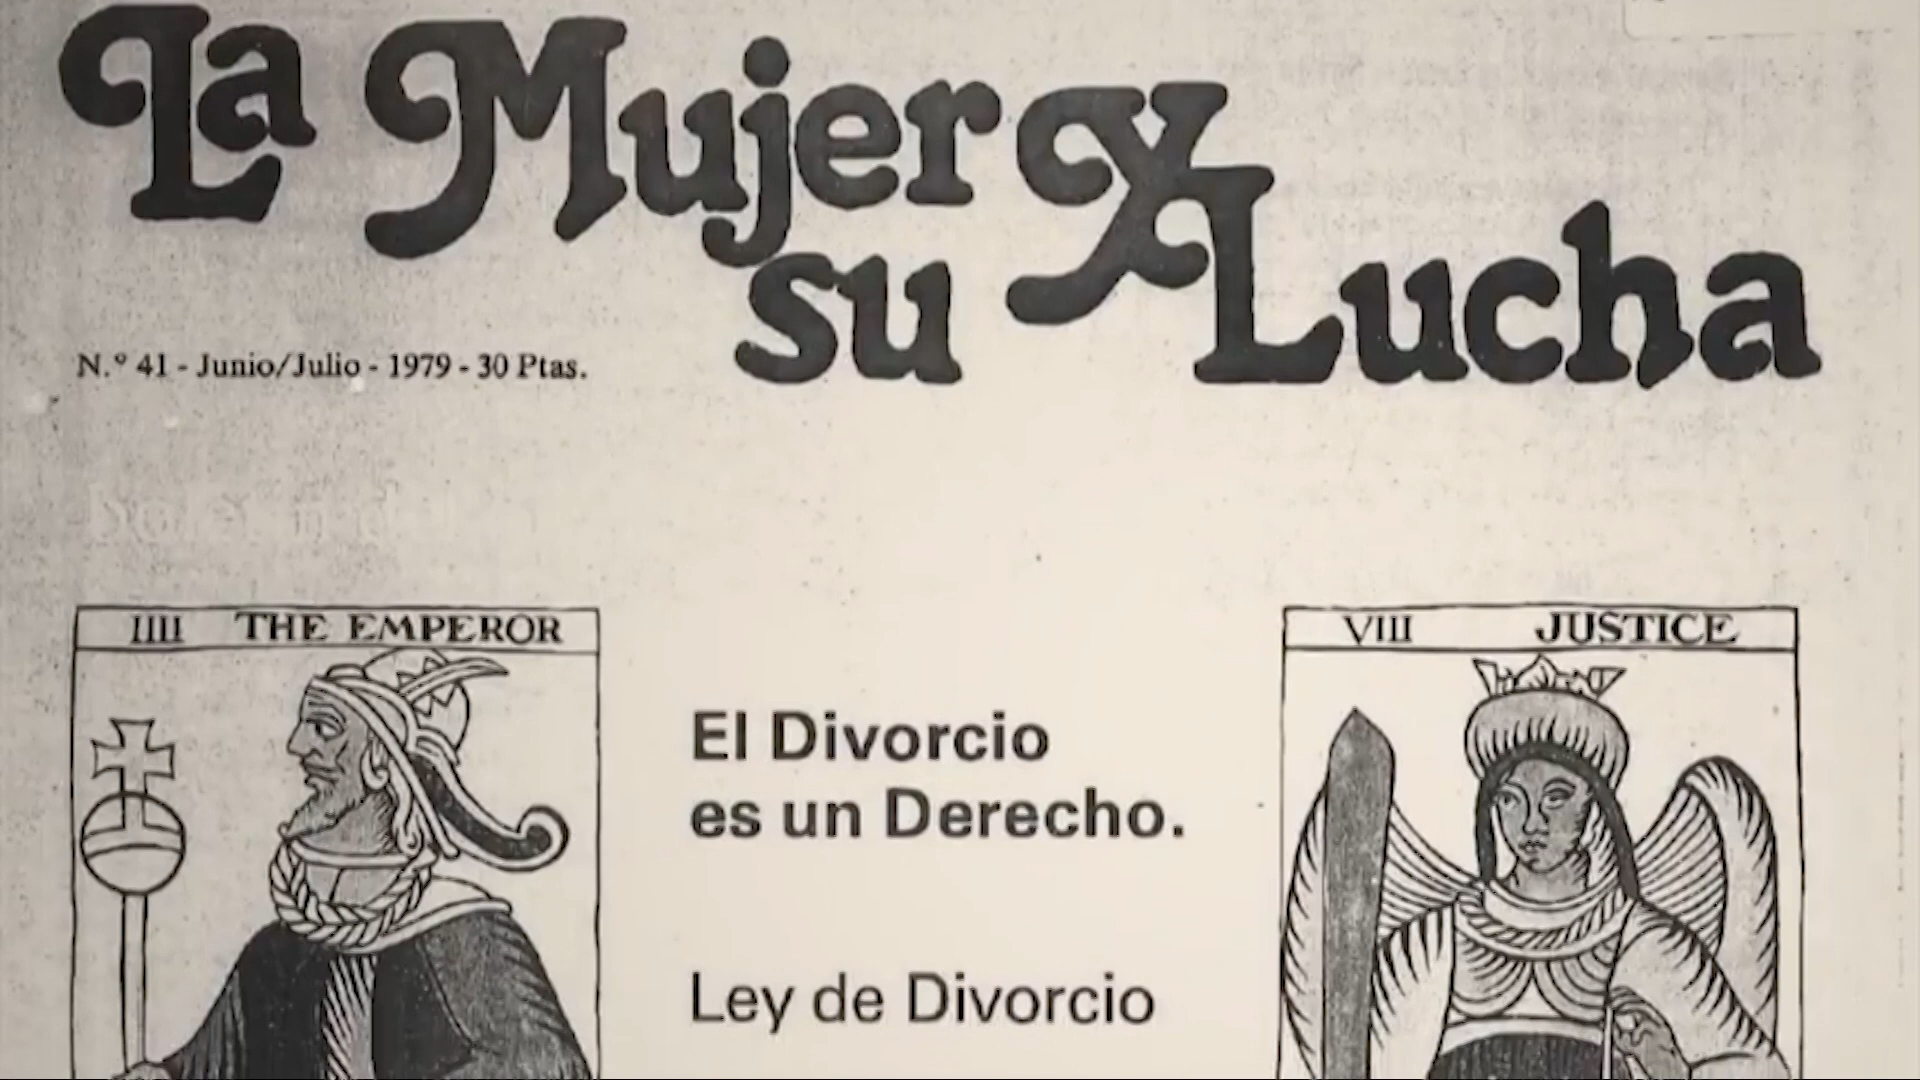 La Mujer y
su Lucha
N.º 41 - Junio/Julio - 1979 - 30 Ptas.
IIII THE EMPEROR
VIII JUSTICE
El Divorcio
es un Derecho.
Ley de Divorcio